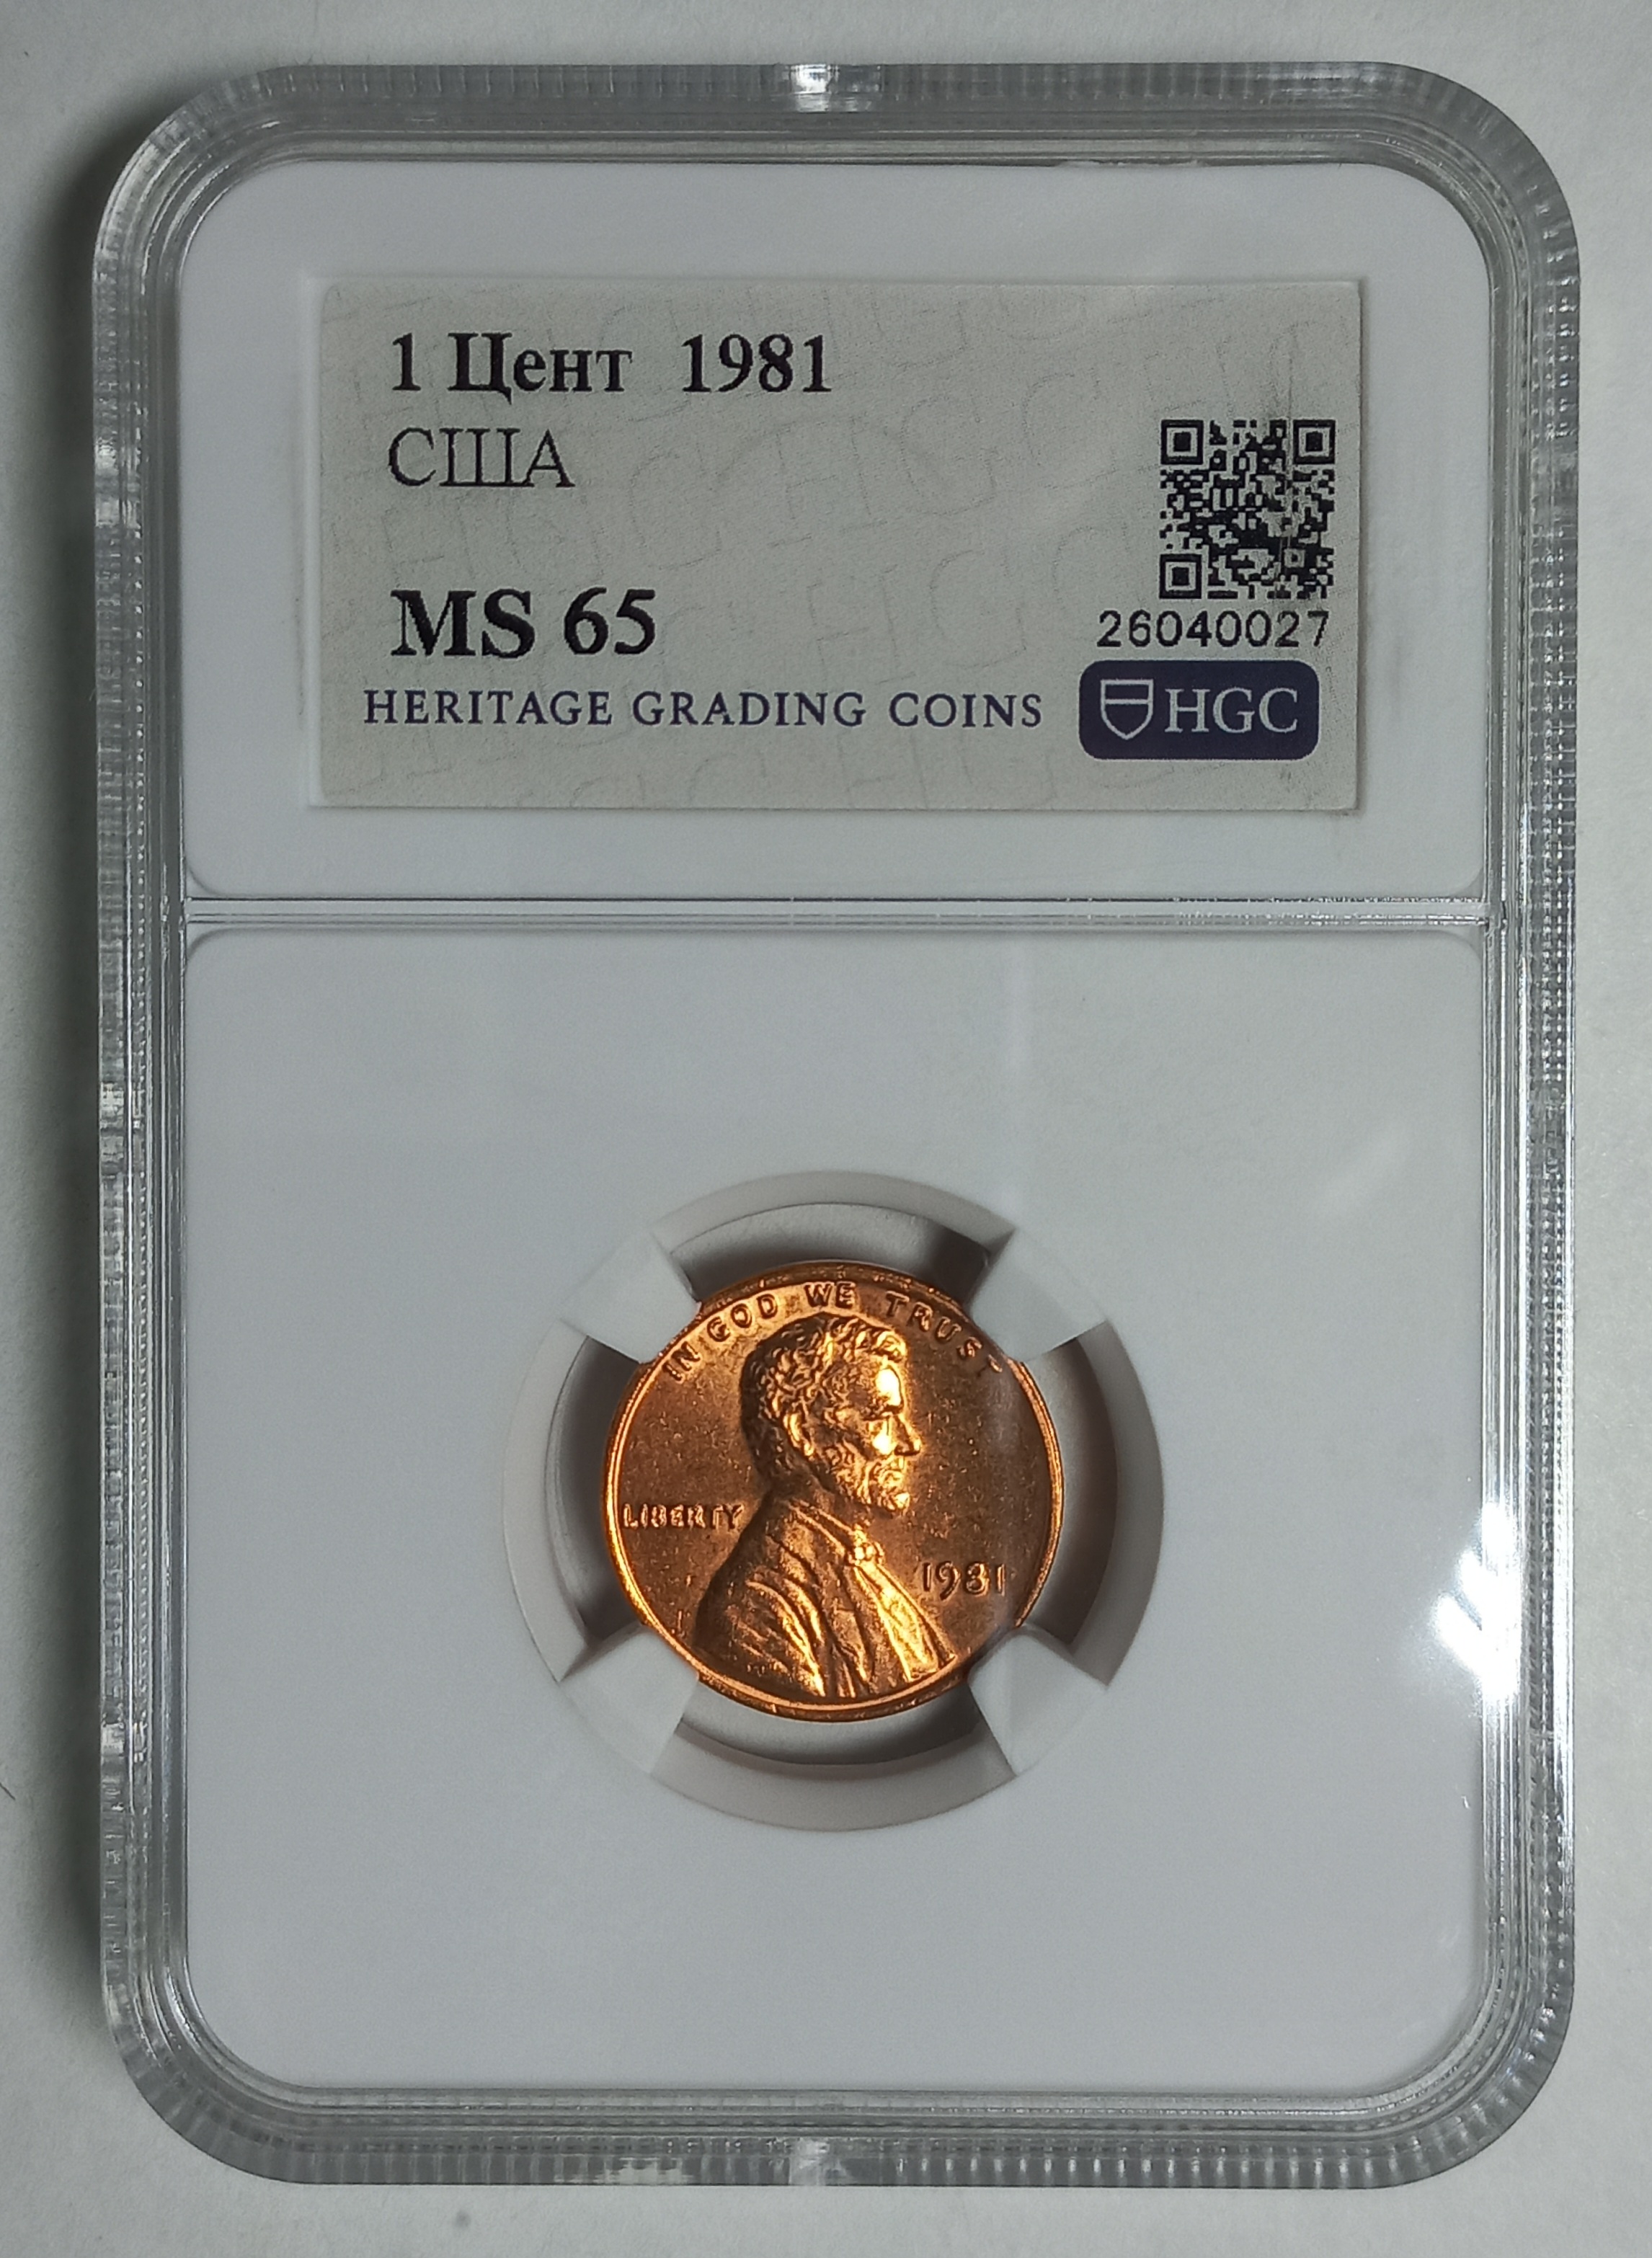 1 Цент 1981
США
MS 65
26040027
HERITAGE GRADING COINS
HGC
IN GOD WE TRUST
LIBERTY
1981